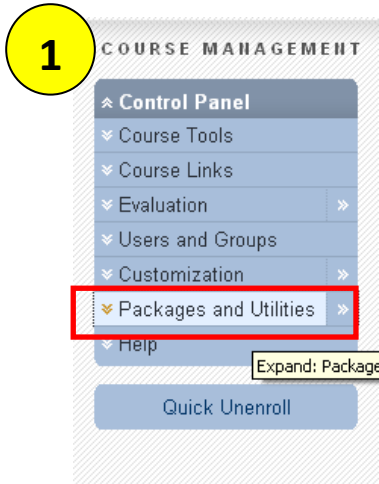 1
COURSE MANAGEMENT
Control Panel
Course Tools
Course Links
Evaluation
Users and Groups
Customization
Packages and Utilities
Help
Expand: Package
Quick Unenroll